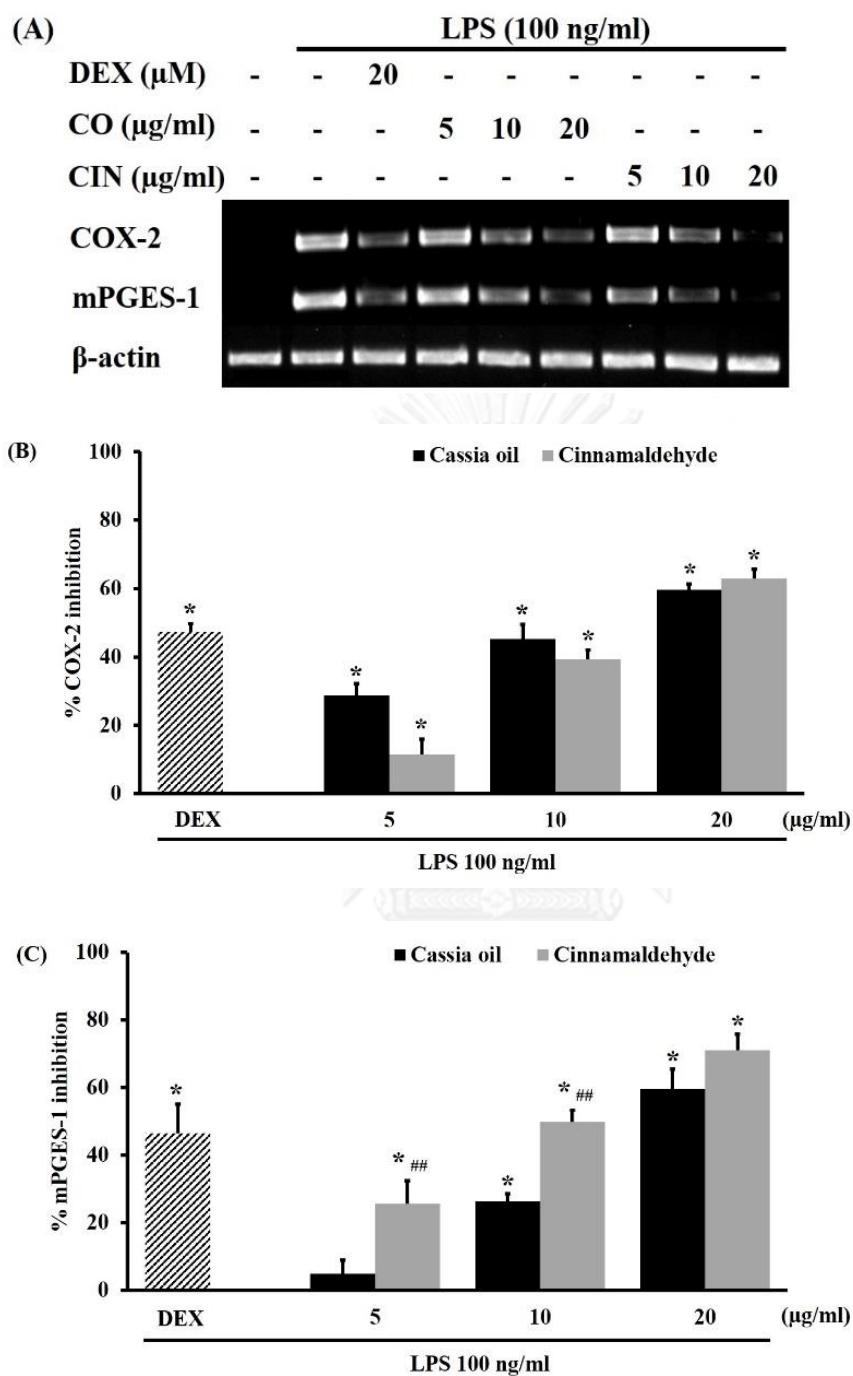 (A)
LPS (100 ng/ml)
DEX (μM) - - 20 - - - - - -
CO (μg/ml) - - - 5 10 20 - - -
CIN (μg/ml) - - - - - - 5 10 20
COX-2
mPGES-1
β-actin
(B)
■ Cassia oil ■ Cinnamaldehyde
% COX-2 inhibition
100
80
60
40
20
0
* * * * * * *
DEX 5 10 20 (μg/ml)
LPS 100 ng/ml
(C)
■ Cassia oil ■ Cinnamaldehyde
% mPGES-1 inhibition
100
80
60
40
20
0
* * ## * * ## * *
DEX 5 10 20 (μg/ml)
LPS 100 ng/ml